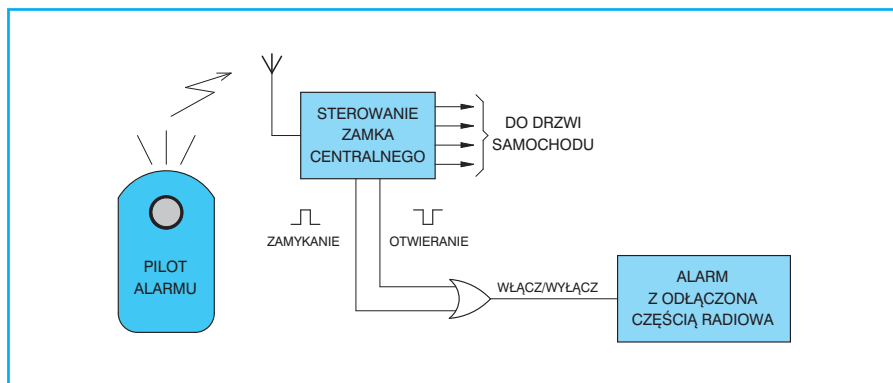 STEROWANIE
ZAMKA
CENTRALNEGO
DO DRZWI
SAMOCHODU
ZAMYKANIE
OTWIERANIE
PILOT
ALARMU
WŁĄCZ/WYŁĄCZ
ALARM
Z ODŁĄCZONA
CZĘŚCIĄ RADIOWA